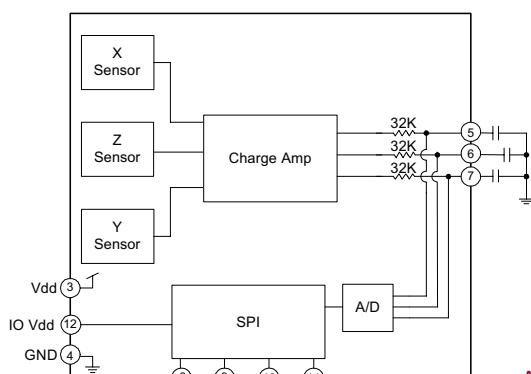 X
Sensor
Z
Sensor
Y
Sensor
Charge Amp
32K
32K
32K
5
6
7
Vdd 3
IO Vdd 12
GND 4
SPI
A/D